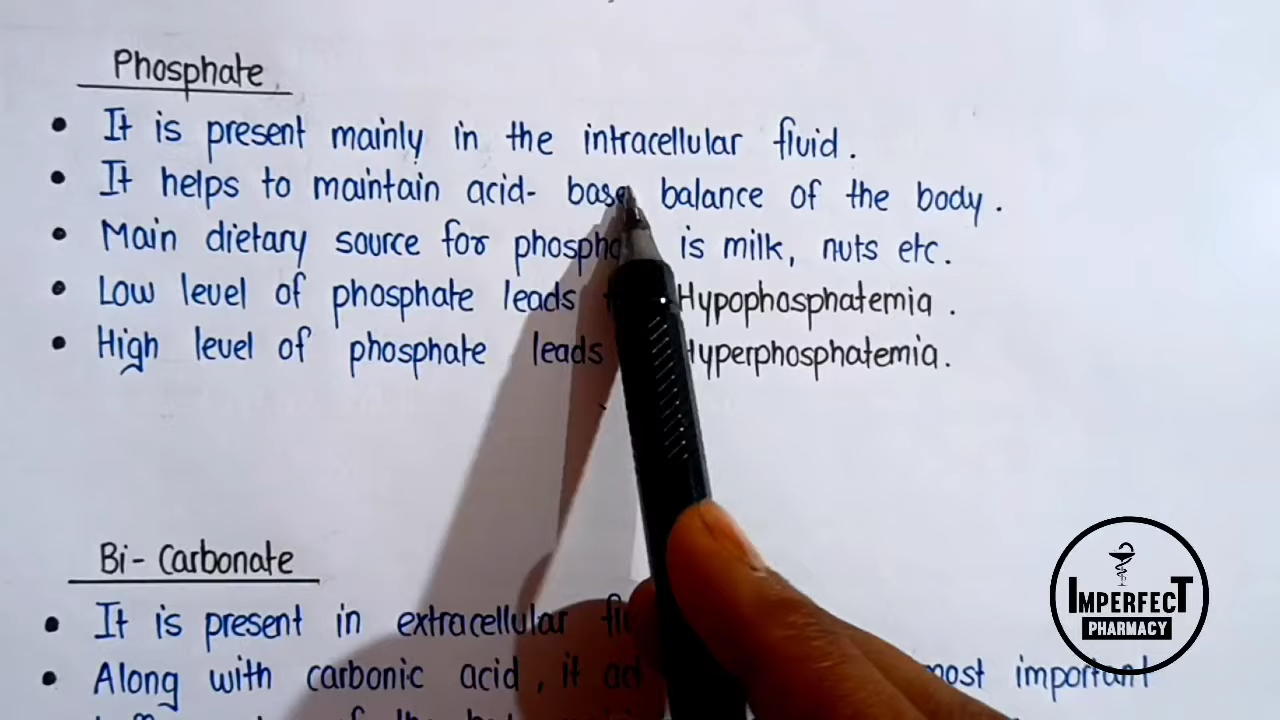 Phosphate
• It is present mainly in the intracellular fluid.
• It helps to maintain acid- base balance of the body.
• Main dietary source for is milk, nuts etc.
• Low level of phosphate leads Hypophosphatemia.
• High level of phosphate leads Hyperphosphatemia.
Bi-Carbonate
• It is present in extracellular
• Along with carbonic acid, it most important
of the
IMPERFECT
PHARMACY